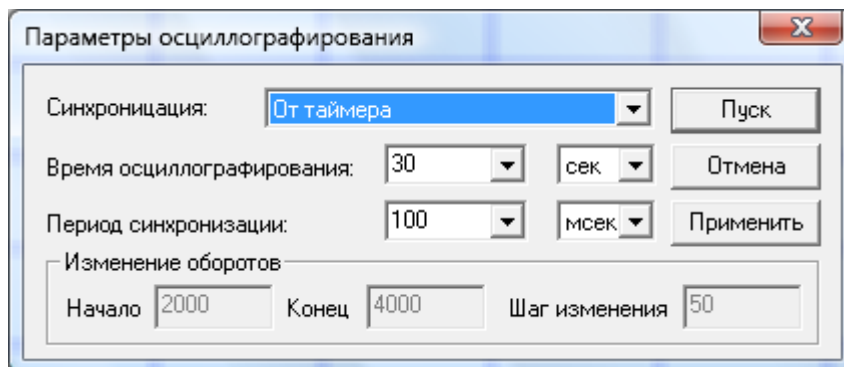 Параметры осциллографирования
Синхроницация: От таймера Пуск
Время осциллографирования: 30 сек Отмена
Период синхронизации: 100 мсек Применить
Изменение оборотов
Начало 2000 Конец 4000 Шаг изменения 50